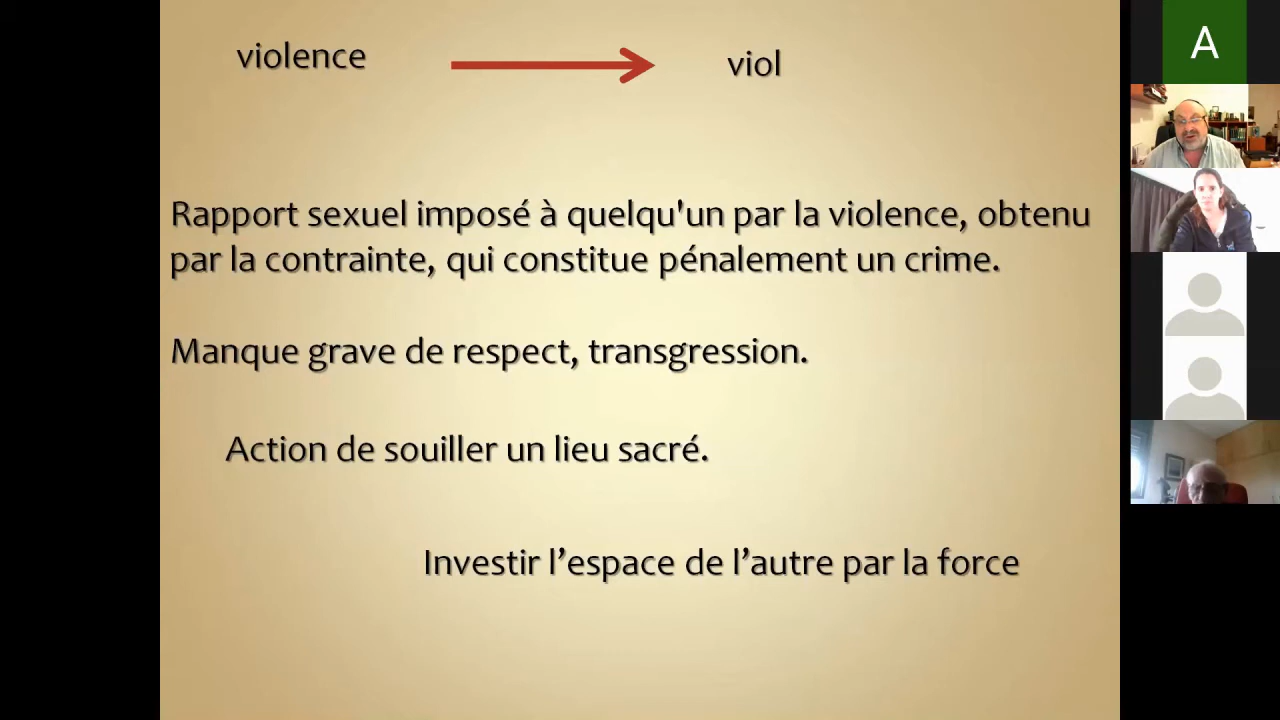 violence
viol
Rapport sexuel imposé à quelqu'un par la violence, obtenu
par la contrainte, qui constitue pénalement un crime.
Manque grave de respect, transgression.
Action de souiller un lieu sacré.
Investir l’espace de l’autre par la force
A